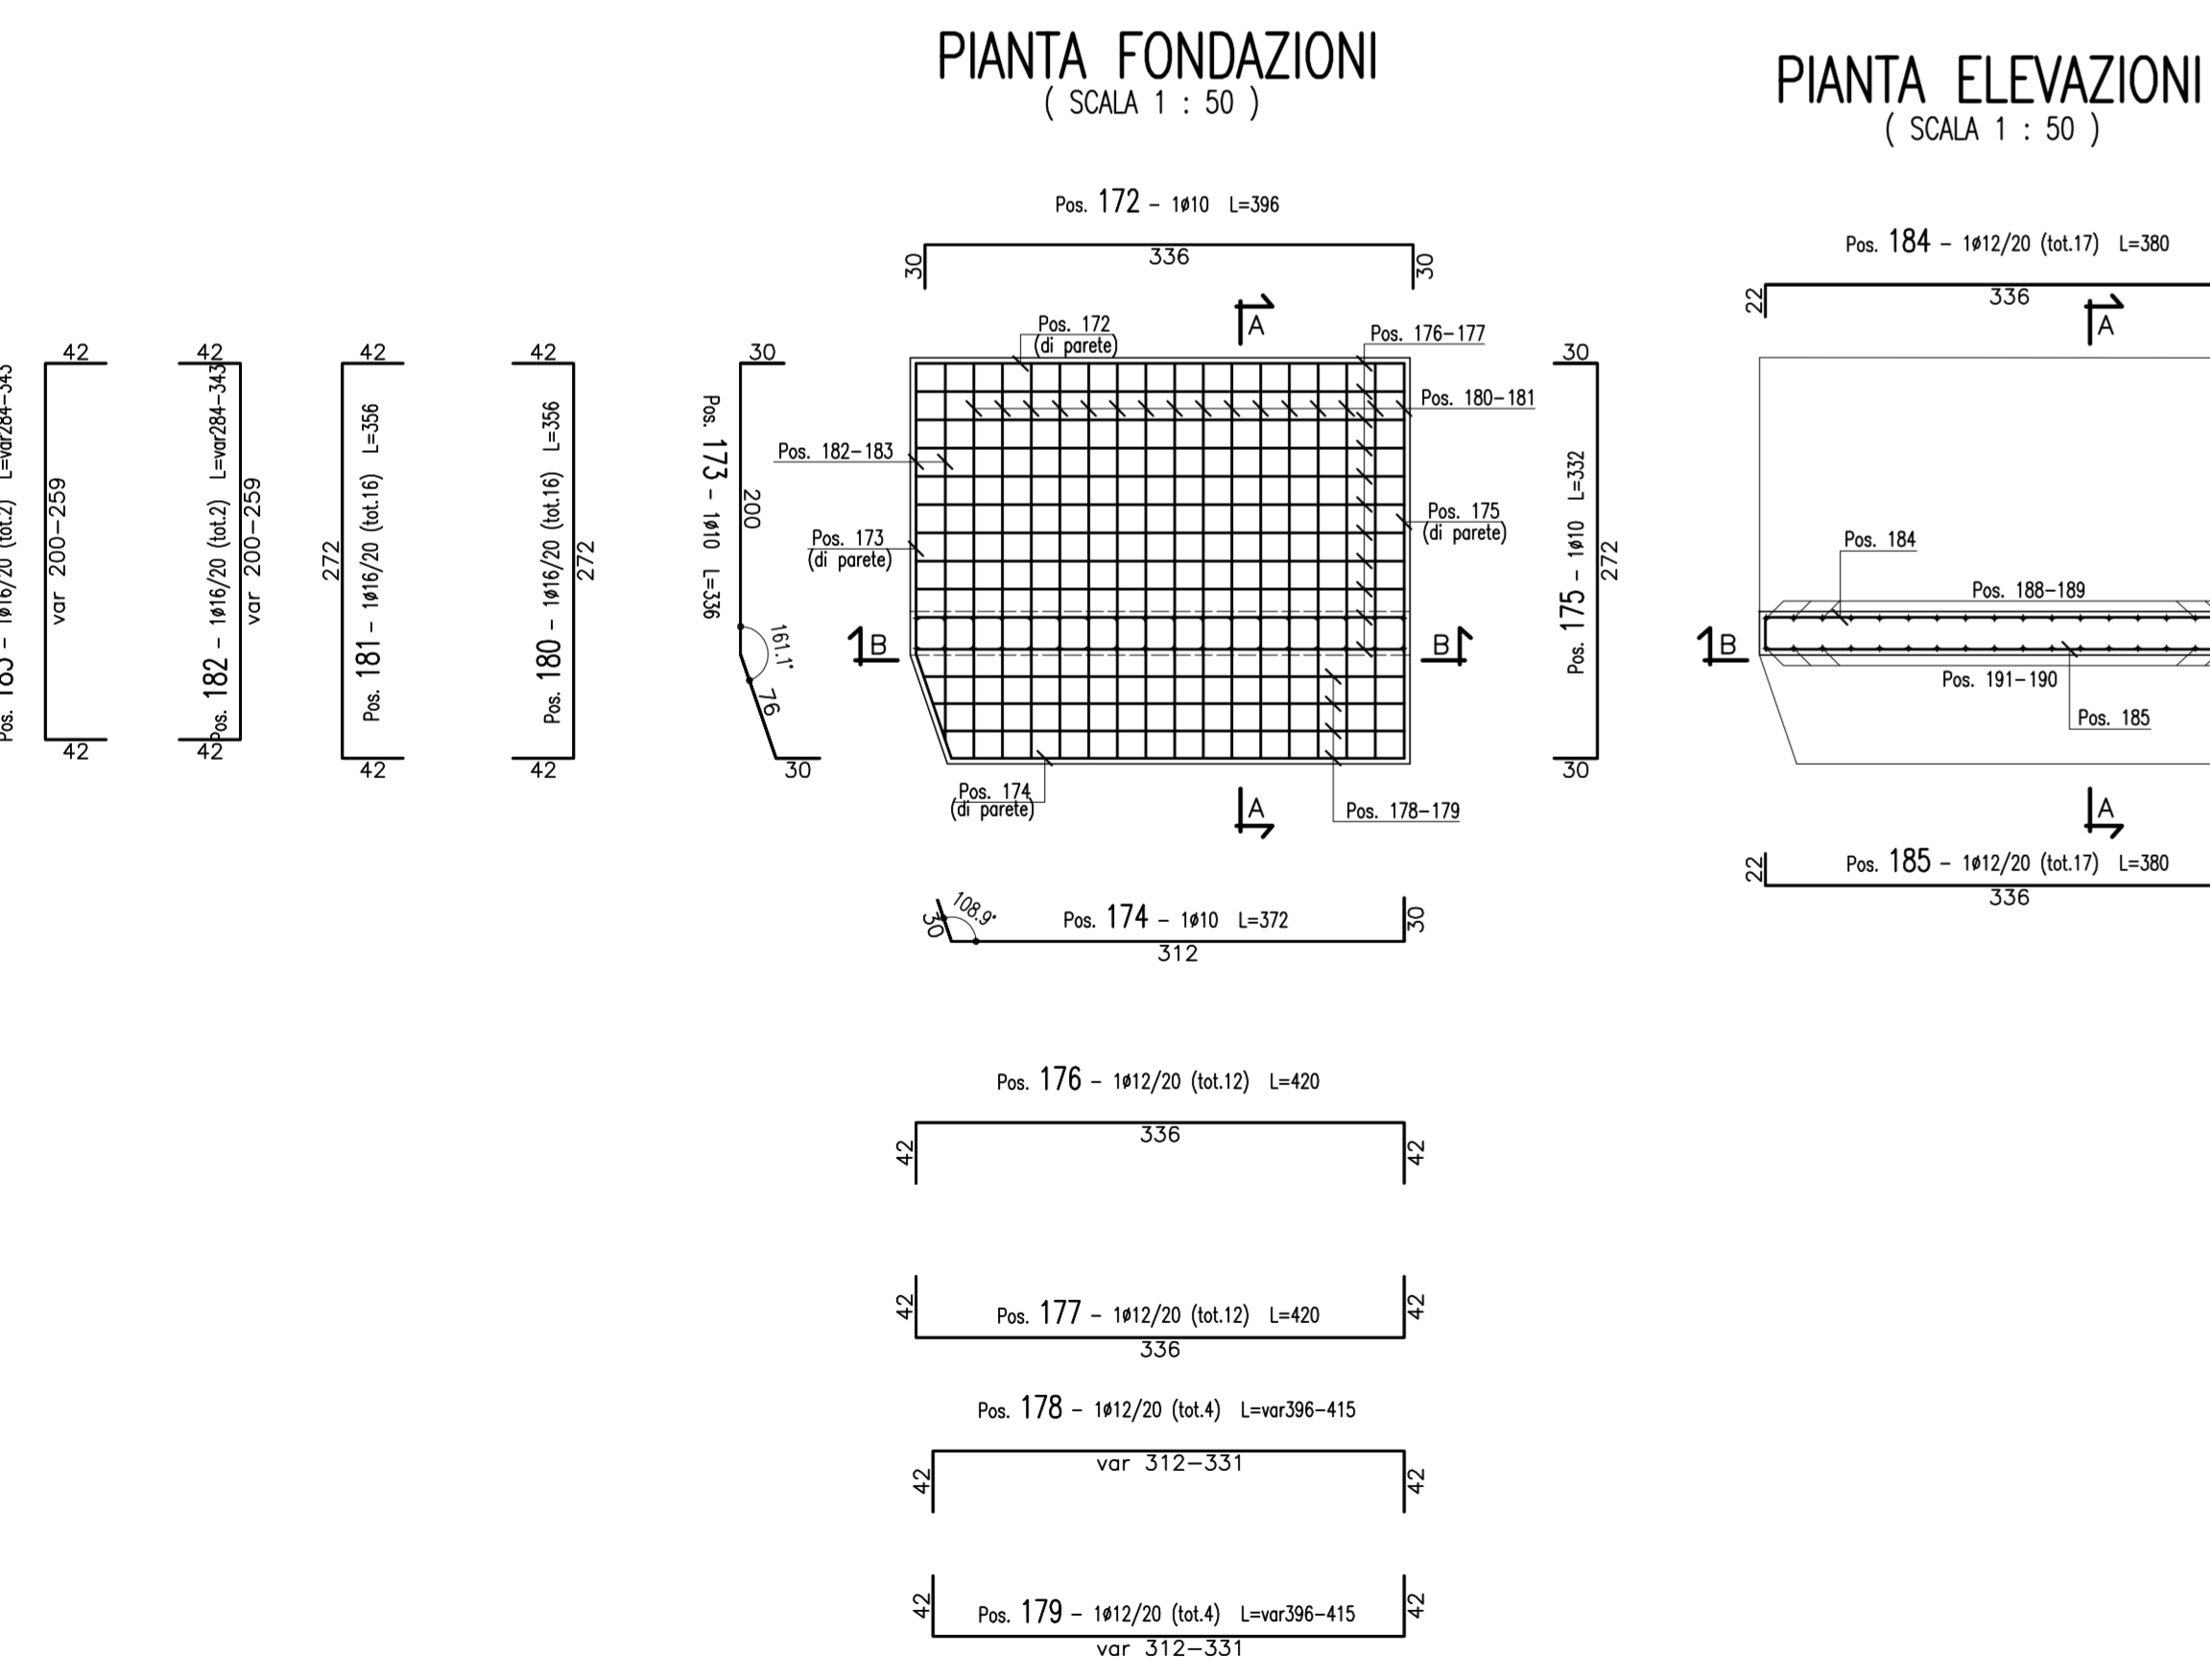 PIANTA FONDAZIONI
( SCALA 1 : 50 )
PIANTA ELEVAZIONI
( SCALA 1 : 50 )
Pos. 172 - 1ø10 L=396
30
336
30
Pos. 184 - 1ø12/20 (tot.17) L=380
22
336
A
A
Pos. 172
(di parete)
Pos. 176-177
Pos. 180-181
Pos. 182-183
Pos. 173
(di parete)
Pos. 175
(di parete)
B
B
Pos. 174
(di parete)
A
Pos. 178-179
Pos. 183 - 1ø16/20 (tot.2) L=var284-343
42
var 200-259
42
42
Pos. 182 - 1ø16/20 (tot.2) L=var284-343
var 200-259
42
42
272
Pos. 181 - 1ø16/20 (tot.16) L=356
42
42
Pos. 180 - 1ø16/20 (tot.16) L=356
272
42
Pos. 173 - 1ø10 L=336
30
200
161.1°
76
30
30
Pos. 175 - 1ø10 L=332
272
30
Pos. 184
Pos. 188-189
B
Pos. 191-190
Pos. 185
A
22
Pos. 185 - 1ø12/20 (tot.17) L=380
336
30
108.9°
Pos. 174 - 1ø10 L=372
30
312
Pos. 176 - 1ø12/20 (tot.12) L=420
42
336
42
42
Pos. 177 - 1ø12/20 (tot.12) L=420
42
336
Pos. 178 - 1ø12/20 (tot.4) L=var396-415
42
var 312-331
42
42
Pos. 179 - 1ø12/20 (tot.4) L=var396-415
42
var 312-331